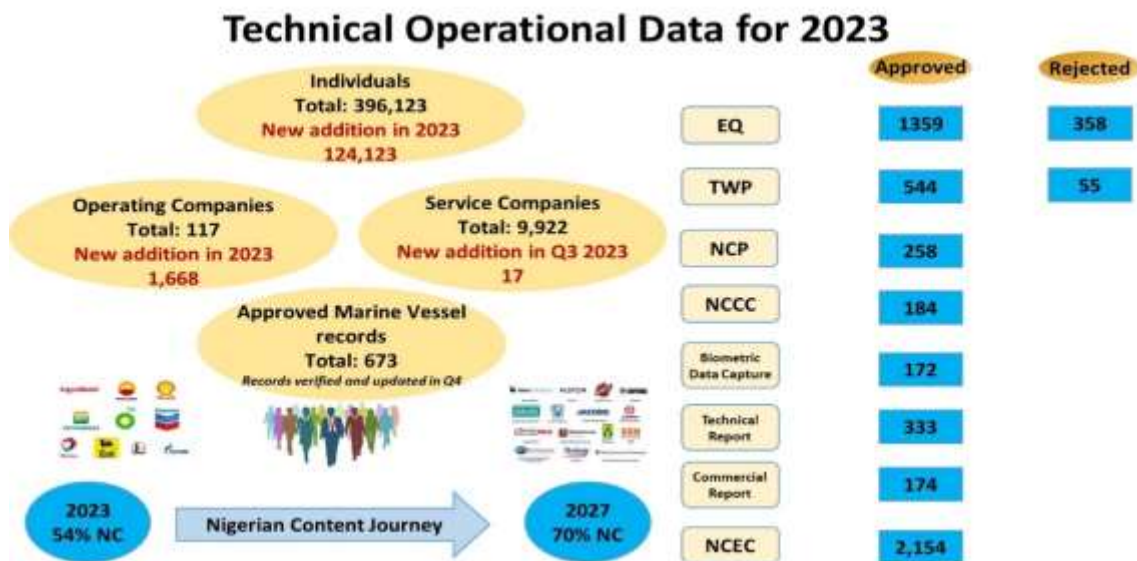 Technical Operational Data for 2023
Individuals
Total: 396,123
New addition in 2023
124,123
Operating Companies
Total: 117
New addition in 2023
1,668
Service Companies
Total: 9,922
New addition in Q3 2023
17
Approved Marine Vessel
records
Total: 673
Records verified and updated in Q4
2023
54% NC
Nigerian Content Journey
2027
70% NC
Approved
Rejected
EQ
1359
358
TWP
544
55
NCP
258
NCCC
184
Biometric
Data Capture
172
Technical
Report
333
Commercial
Report
174
NCEC
2,154